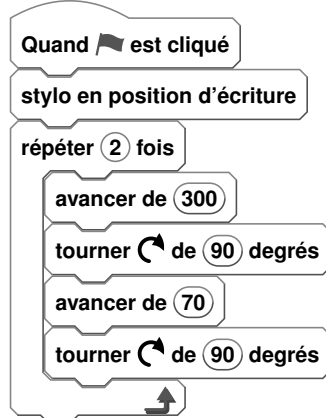 Quand est cliqué
stylo en position d'écriture
répéter 2 fois
avancer de 300
tourner de 90 degrés
avancer de 70
tourner de 90 degrés